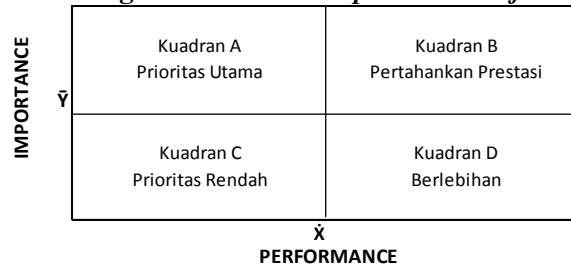 Kuadran A
Prioritas Utama
Kuadran B
Pertahankan Prestasi
IMPORTANCE
Ȳ
Kuadran C
Prioritas Rendah
Kuadran D
Berlebihan
Ẋ
PERFORMANCE